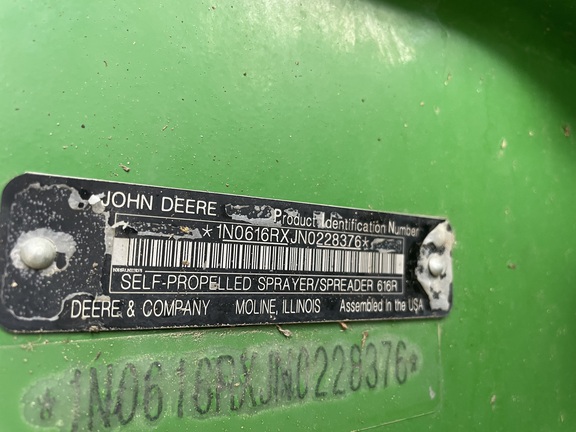 JOHN DEERE Product Identification Number
*1N0616RXJN0228376*
SELF-PROPELLED SPRAYER/SPREADER 616R
DEERE & COMPANY MOLINE, ILLINOIS Assembled in the USA
*1N0616RXJN0228376*